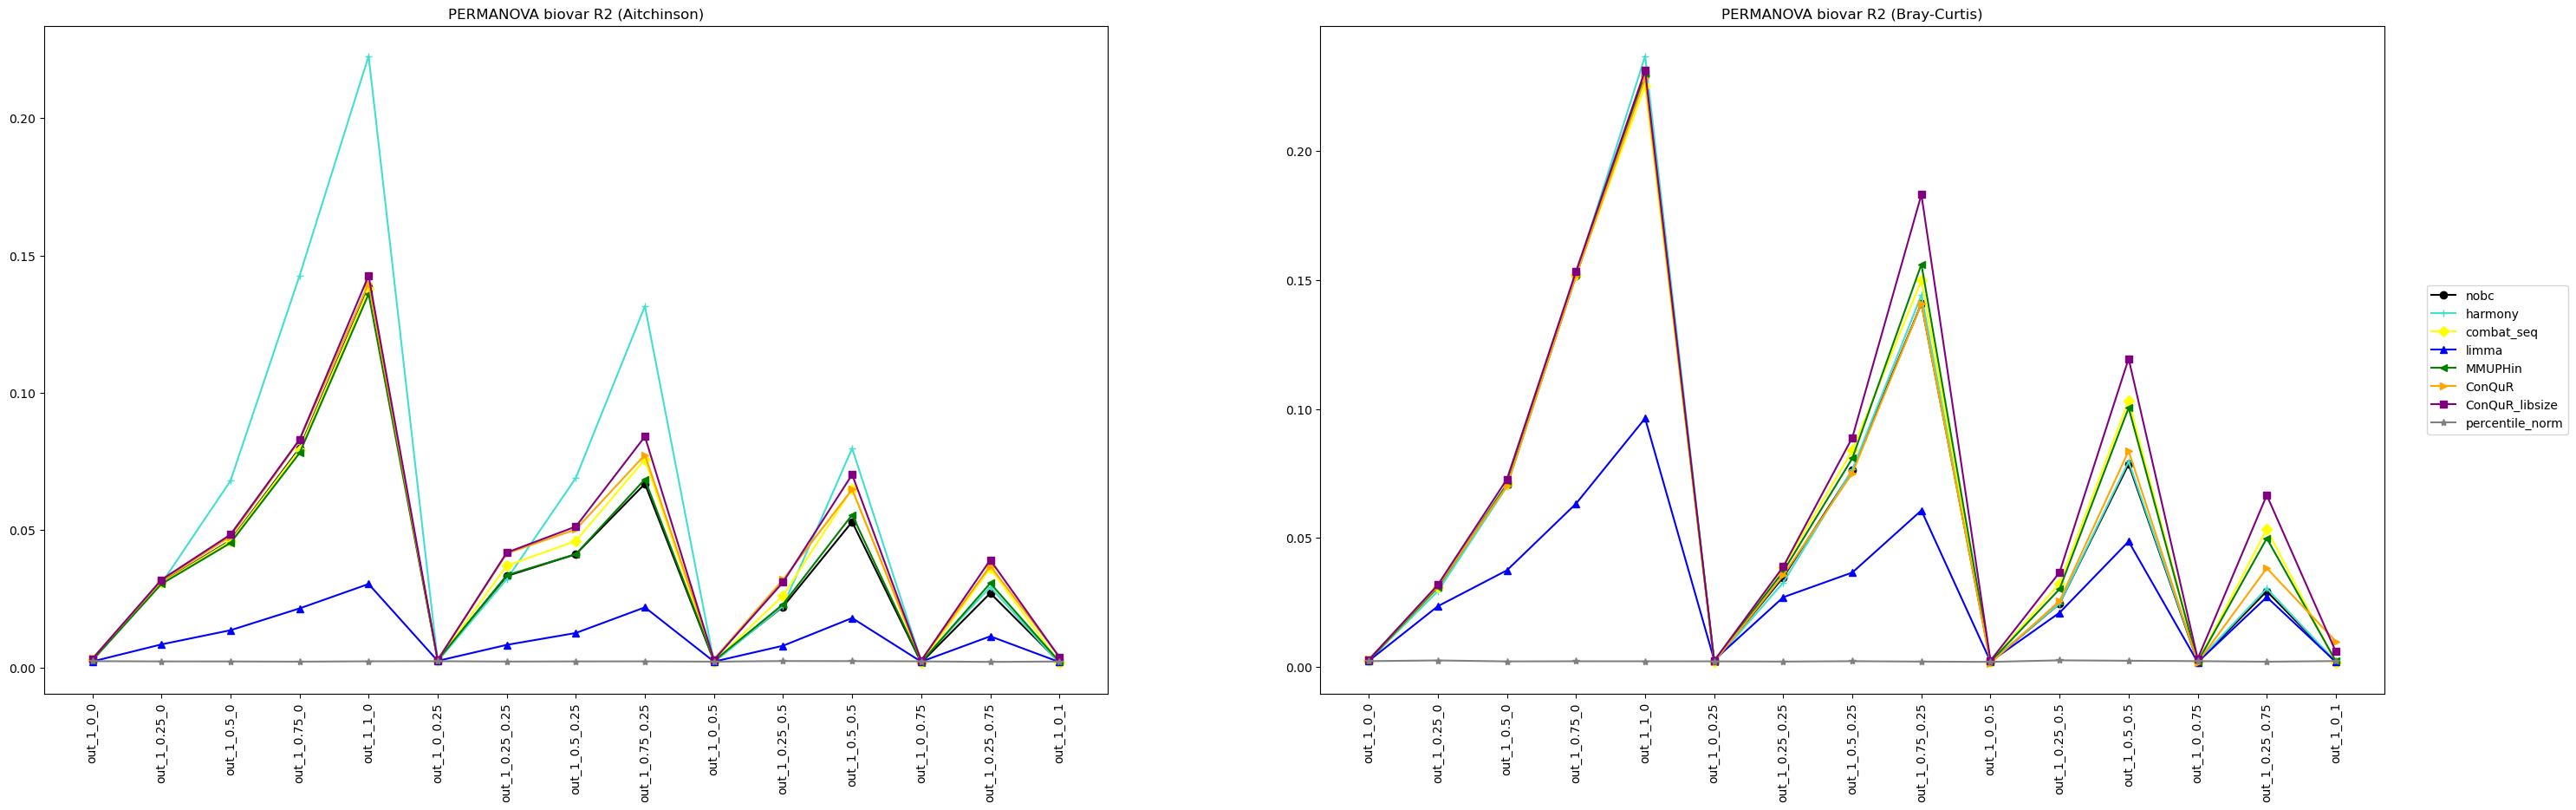 PERMANOVA biovar R2 (Aitchinson)
0.20
0.15
0.10
0.05
0.00
out_1_0_0
out_1_0.25_0
out_1_0.5_0
out_1_0.75_0
out_1_1_0
out_1_0_0.25
out_1_0.25_0.25
out_1_0.5_0.25
out_1_0.75_0.25
out_1_0_0.5
out_1_0.25_0.5
out_1_0.5_0.5
out_1_0_0.75
out_1_0.25_0.75
out_1_0_1
PERMANOVA biovar R2 (Bray-Curtis)
0.20
0.15
0.10
0.05
0.00
out_1_0_0
out_1_0.25_0
out_1_0.5_0
out_1_0.75_0
out_1_1_0
out_1_0_0.25
out_1_0.25_0.25
out_1_0.5_0.25
out_1_0.75_0.25
out_1_0_0.5
out_1_0.25_0.5
out_1_0.5_0.5
out_1_0_0.75
out_1_0.25_0.75
out_1_0_1
nobc
harmony
combat_seq
limma
MMUPHin
ConQuR
ConQuR_libsize
percentile_norm